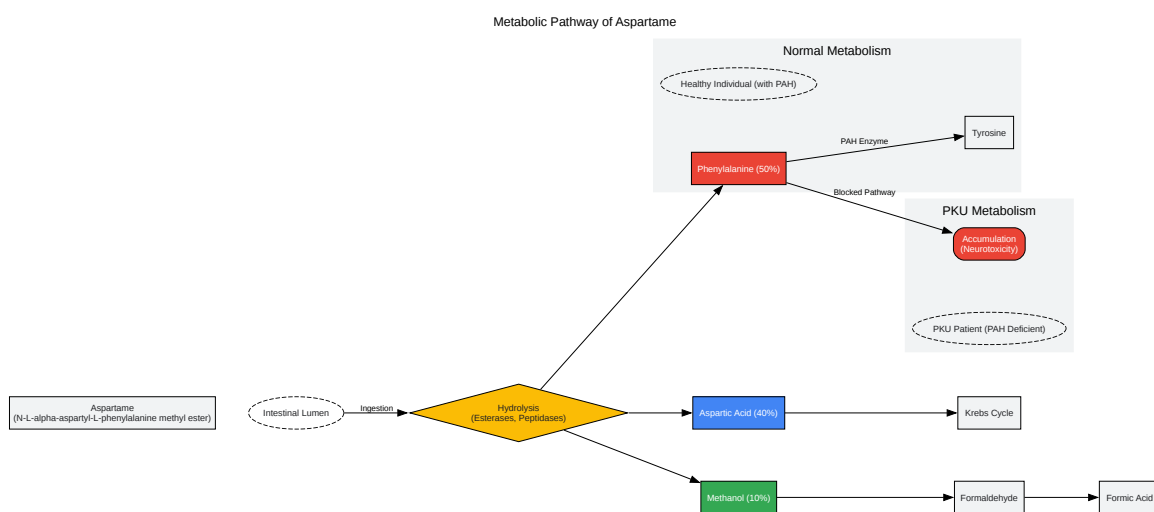 Metabolic Pathway of Aspartame
Normal Metabolism
Healthy Individual (with PAH)
Tyrosine
PAH Enzyme
Phenylalanine (50%)
Blocked Pathway
PKU Metabolism
Accumulation
(Neurotoxicity)
PKU Patient (PAH Deficient)
Aspartame
(N-L-alpha-aspartyl-L-phenylalanine methyl ester)
Intestinal Lumen
Ingestion
Hydrolysis
(Esterases, Peptidases)
Aspartic Acid (40%)
Krebs Cycle
Methanol (10%)
Formaldehyde
Formic Acid